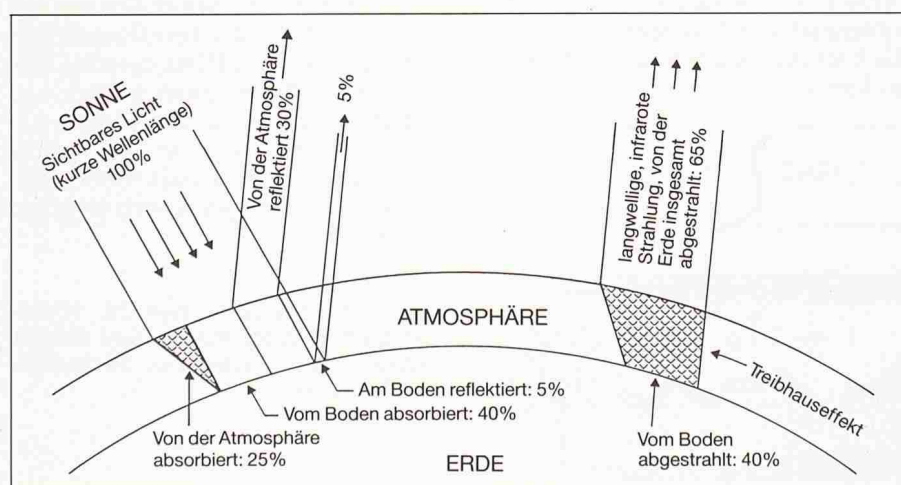 SONNE
Sichtbares Licht
(kurze Wellenlänge)
100%
Von der Atmosphäre
reflektiert 30%
5%
langwellige, infrarote
Strahlung, von der
Erde insgesamt
abgestrahlt: 65%
ATMOSPHÄRE
Treibhauseffekt
Am Boden reflektiert: 5%
Vom Boden absorbiert: 40%
Von der Atmosphäre
absorbiert: 25%
Vom Boden
abgestrahlt: 40%
ERDE